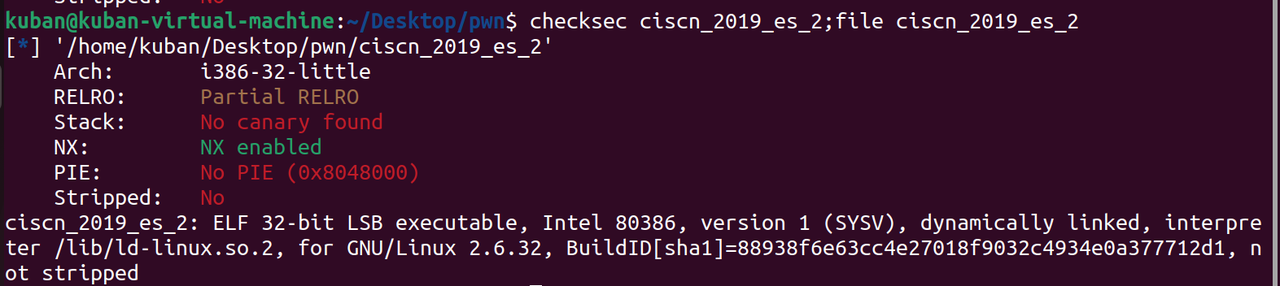 Stripped: No
kuban@kuban-virtual-machine:~/Desktop/pwn$ checksec ciscn_2019_es_2;file ciscn_2019_es_2
[*] '/home/kuban/Desktop/pwn/ciscn_2019_es_2'
Arch: i386-32-little
RELRO: Partial RELRO
Stack: No canary found
NX: NX enabled
PIE: No PIE (0x8048000)
Stripped: No
ciscn_2019_es_2: ELF 32-bit LSB executable, Intel 80386, version 1 (SYSV), dynamically linked, interpre
ter /lib/ld-linux.so.2, for GNU/Linux 2.6.32, BuildID[sha1]=88938f6e63cc4e27018f9032c4934e0a377712d1, n
ot stripped